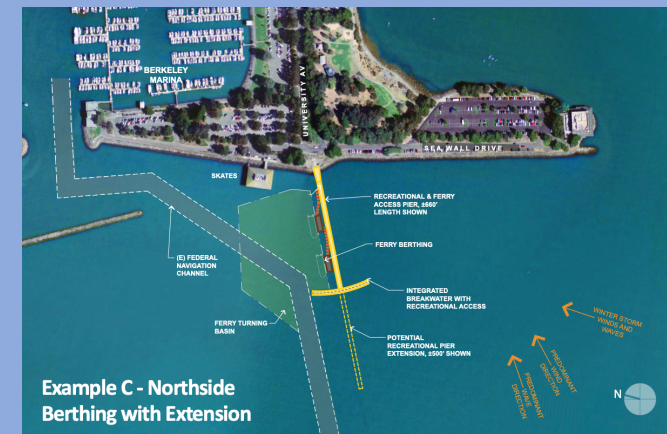 BERKELEY
MARINA
UNIVERSITY AV
SEA WALL DRIVE
SKATES
RECREATIONAL & FERRY
ACCESS PIER, ±660'
LENGTH SHOWN
FERRY BERTHING
(E) FEDERAL
NAVIGATION
CHANNEL
INTEGRATED
BREAKWATER WITH
RECREATIONAL ACCESS
FERRY TURNING
BASIN
POTENTIAL
RECREATIONAL PIER
EXTENSION, ±500' SHOWN
WINTER STORM
WINDS AND
WAVES
PREDOMINANT
WIND
DIRECTION
PREDOMINANT
WAVE
DIRECTION
N
Example C - Northside
Berthing with Extension